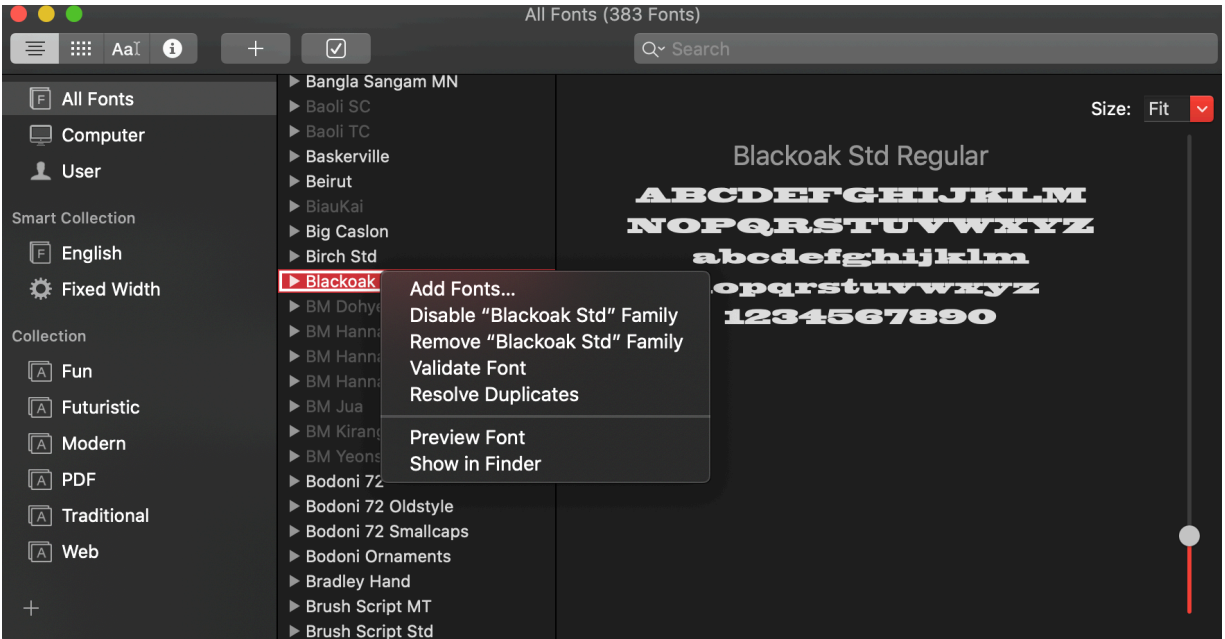 All Fonts (383 Fonts)
Search
All Fonts
Computer
User
Smart Collection
English
Fixed Width
Collection
Fun
Futuristic
Modern
PDF
Traditional
Web
Bangla Sangam MN
Baoli SC
Baoli TC
Baskerville
Beirut
BiauKai
Big Caslon
Birch Std
Blackoak
BM Jua
Bodoni 72
Bodoni 72 Oldstyle
Bodoni 72 Smallcaps
Bodoni Ornaments
Bradley Hand
Brush Script MT
Brush Script Std
Add Fonts...
Disable “Blackoak Std” Family
Remove “Blackoak Std” Family
Validate Font
Resolve Duplicates
Preview Font
Show in Finder
Size: Fit
Blackoak Std Regular
ABCDEFGHIJKLM
NOPQRSTUVWXYZ
abcdefghijklm
opqrstuvwxyz
1234567890